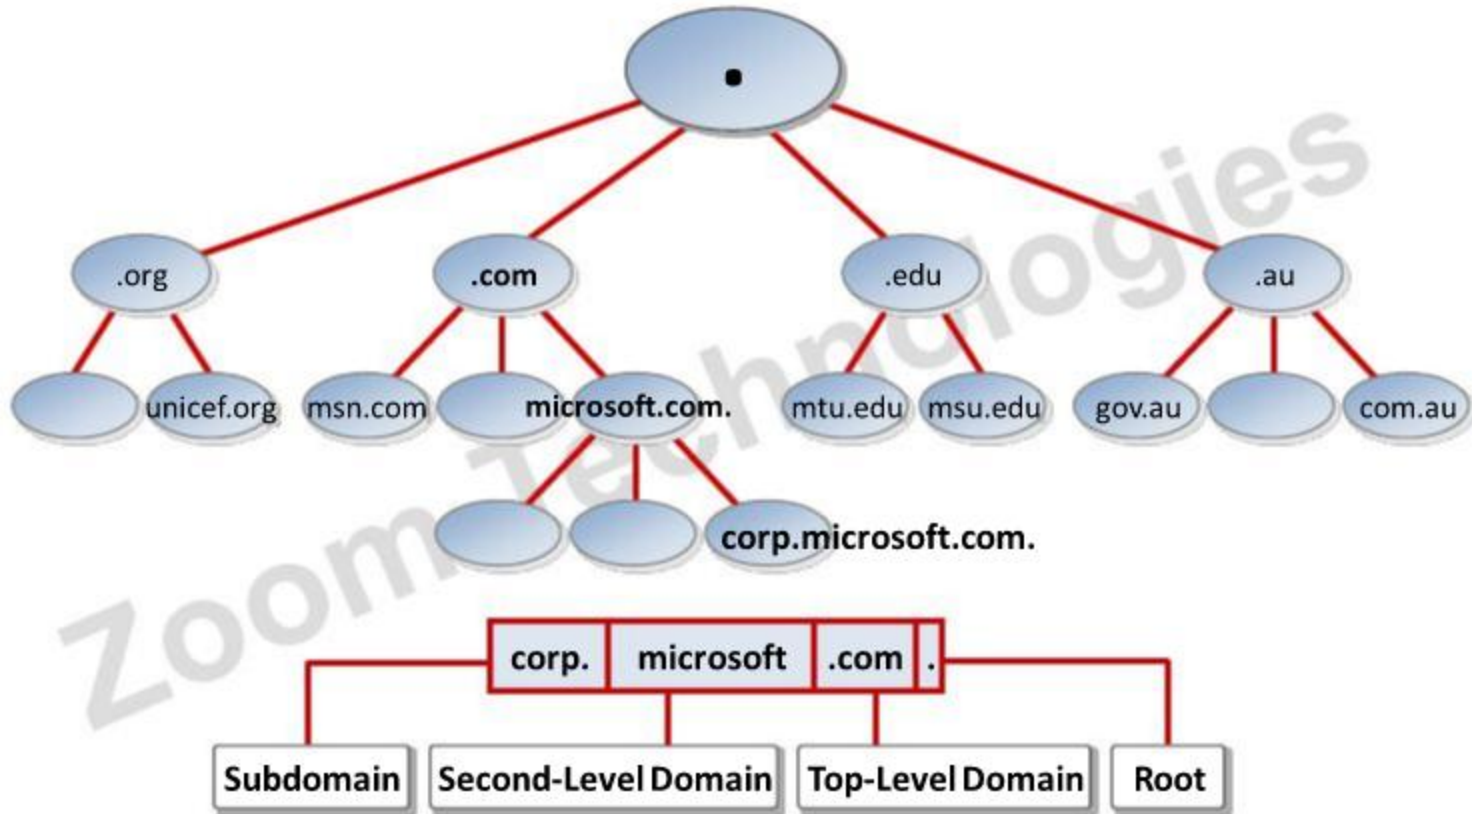 .
.org .com .edu .au
unicef.org msn.com microsoft.com. mtu.edu msu.edu gov.au com.au
corp.microsoft.com.
corp. microsoft .com .
Subdomain Second-Level Domain Top-Level Domain Root
Zoom Technologies